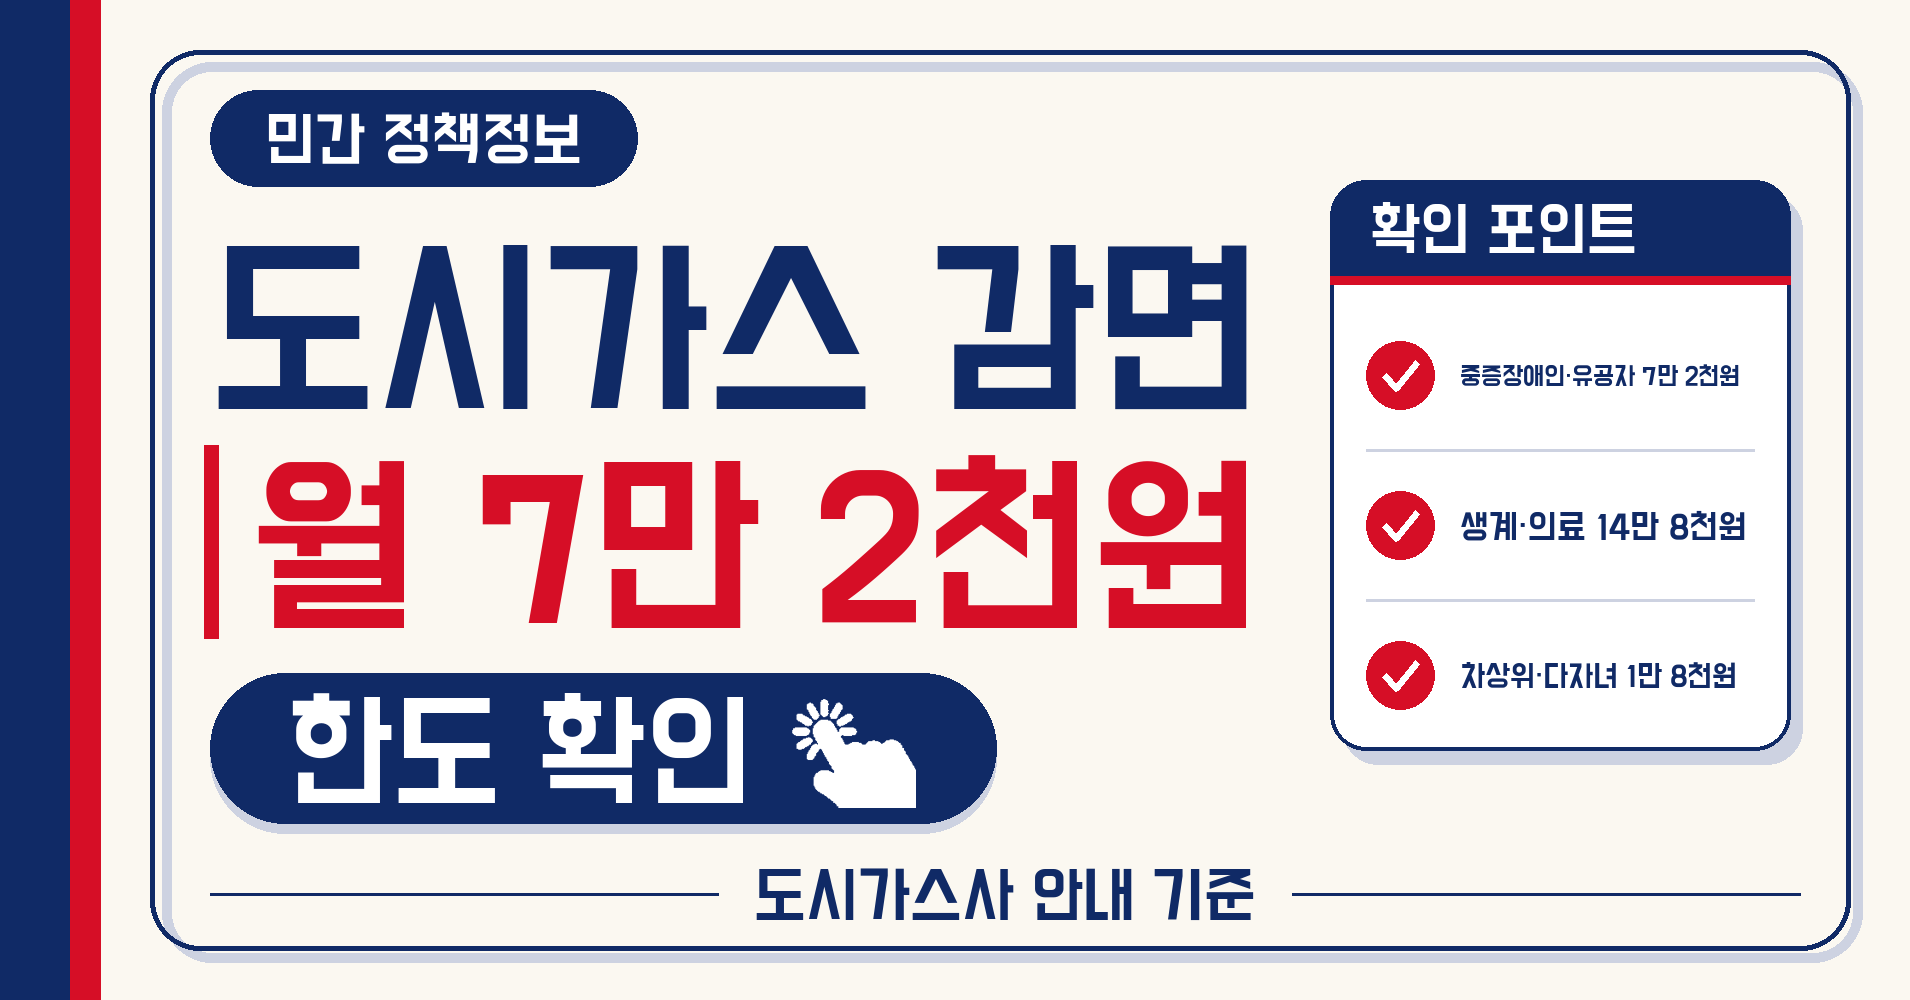 민간 정책정보
도시가스 감면
월 7만 2천원
한도 확인
확인 포인트
중증장애인·유공자 7만 2천원
생계·의료 14만 8천원
차상위·다자녀 1만 8천원
도시가스사 안내 기준